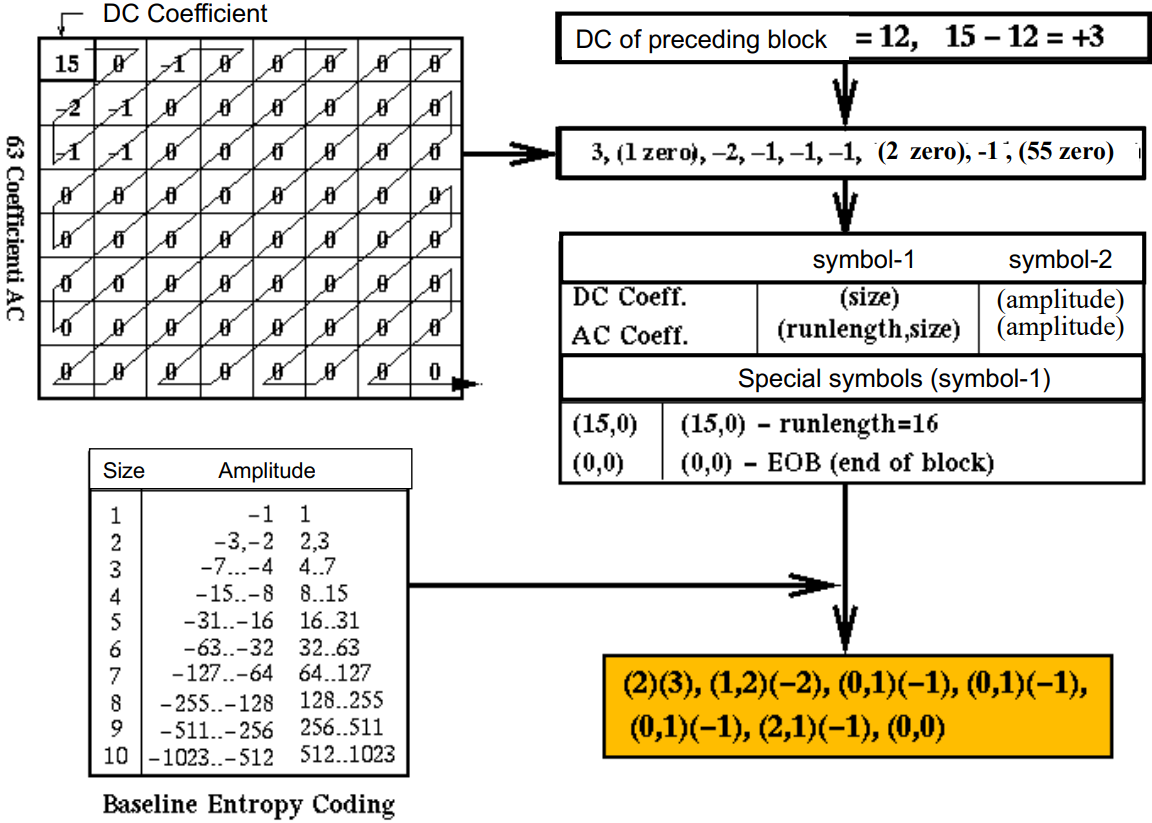 DC Coefficient
15 0 -1 0 0 0 0 0
-2 -1 0 0 0 0 0 0
-1 -1 0 0 0 0 0 0
0 0 0 0 0 0 0 0
0 0 0 0 0 0 0 0
0 0 0 0 0 0 0 0
0 0 0 0 0 0 0 0
0 0 0 0 0 0 0 0
63 Coefficienti AC
DC of preceding block = 12, 15 – 12 = +3
3, (1 zero), –2, –1, –1, –1, (2 zero), -1, (55 zero)
symbol-1 symbol-2
DC Coeff. (size) (amplitude)
AC Coeff. (runlength,size) (amplitude)
Special symbols (symbol-1)
(15,0) (15,0) – runlength=16
(0,0) (0,0) – EOB (end of block)
Size Amplitude
1 –1 1
2 –3,–2 2,3
3 –7...–4 4..7
4 –15..–8 8..15
5 –31..–16 16..31
6 –63..–32 32..63
7 –127..–64 64..127
8 –255..–128 128..255
9 –511..–256 256..511
10 –1023..–512 512..1023
Baseline Entropy Coding
(2)(3), (1,2)(–2), (0,1)(–1), (0,1)(–1),
(0,1)(–1), (2,1)(–1), (0,0)